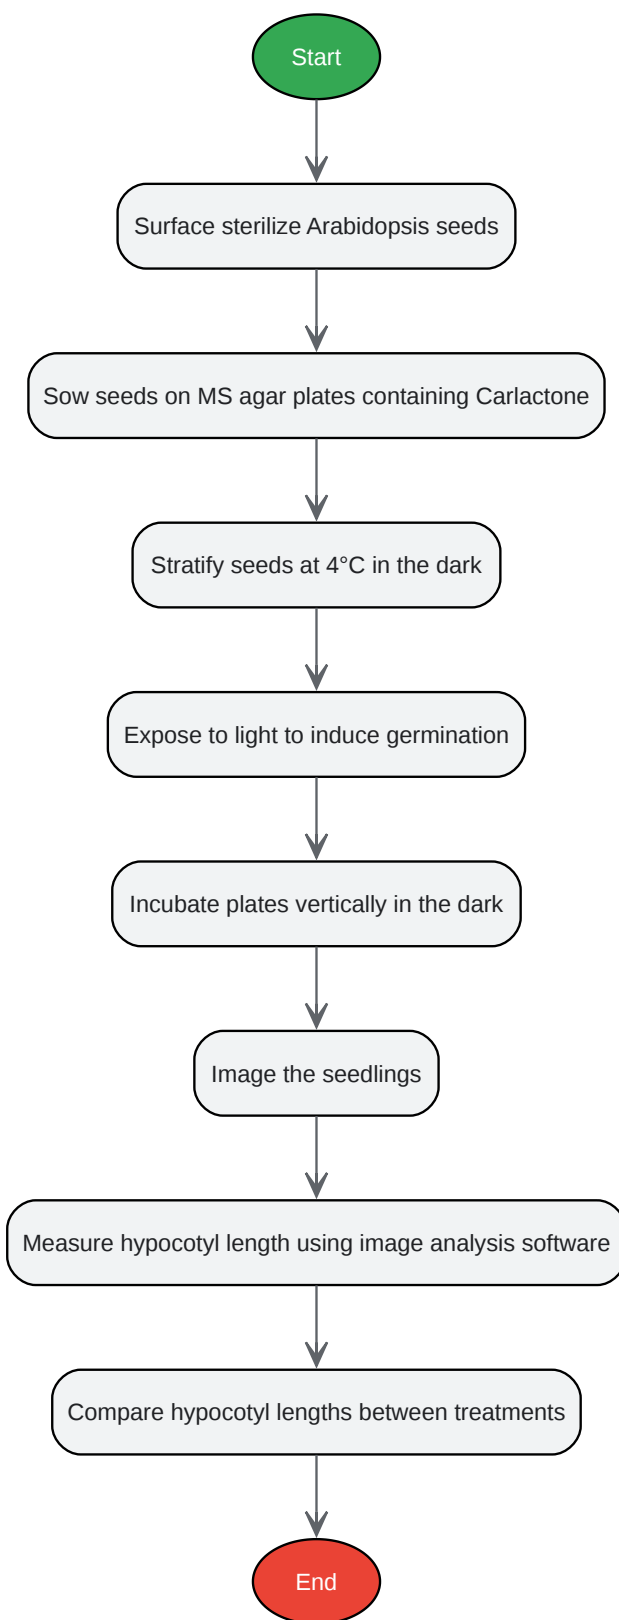 Start
Surface sterilize Arabidopsis seeds
Sow seeds on MS agar plates containing Carlactone
Stratify seeds at 4°C in the dark
Expose to light to induce germination
Incubate plates vertically in the dark
Image the seedlings
Measure hypocotyl length using image analysis software
Compare hypocotyl lengths between treatments
End